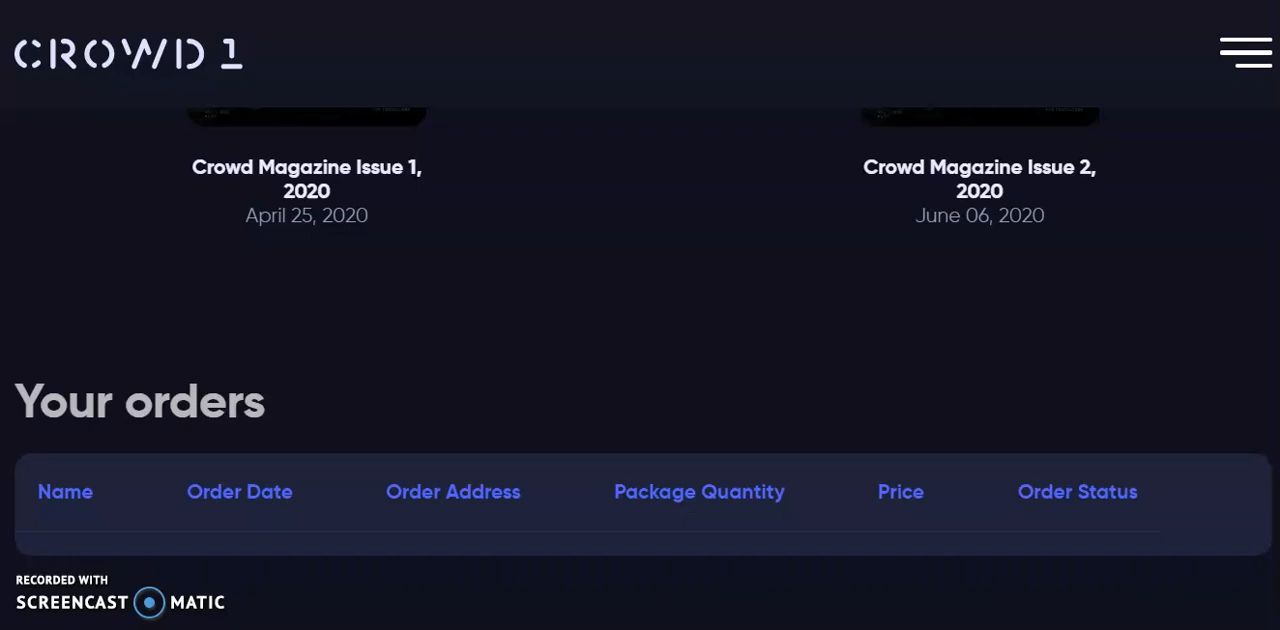 CROWD 1
Crowd Magazine Issue 1,
2020
April 25, 2020
Crowd Magazine Issue 2,
2020
June 06, 2020
Your orders
Name Order Date Order Address Package Quantity Price Order Status
RECORDED WITH
SCREENCAST MATIC